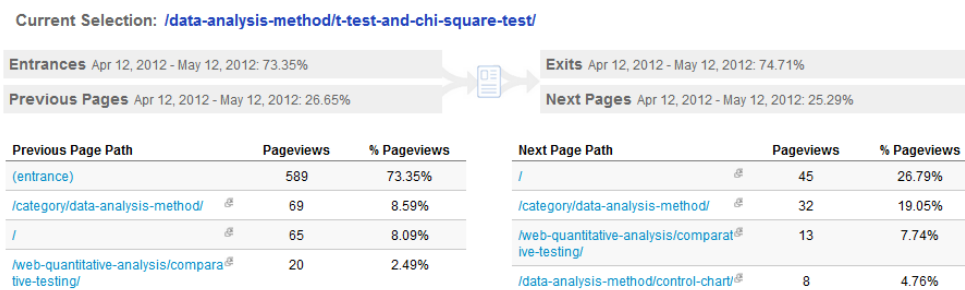 Current Selection: /data-analysis-method/t-test-and-chi-square-test/
Entrances Apr 12, 2012 - May 12, 2012: 73.35%
Previous Pages Apr 12, 2012 - May 12, 2012: 26.65%
Exits Apr 12, 2012 - May 12, 2012: 74.71%
Next Pages Apr 12, 2012 - May 12, 2012: 25.29%
Previous Page Path Pageviews % Pageviews
(entrance) 589 73.35%
/category/data-analysis-method/ 69 8.59%
/ 65 8.09%
/web-quantitative-analysis/compara 20 2.49%
tive-testing/
Next Page Path Pageviews % Pageviews
/ 45 26.79%
/category/data-analysis-method/ 32 19.05%
/web-quantitative-analysis/comparat 13 7.74%
ive-testing/
/data-analysis-method/control-chart/ 8 4.76%